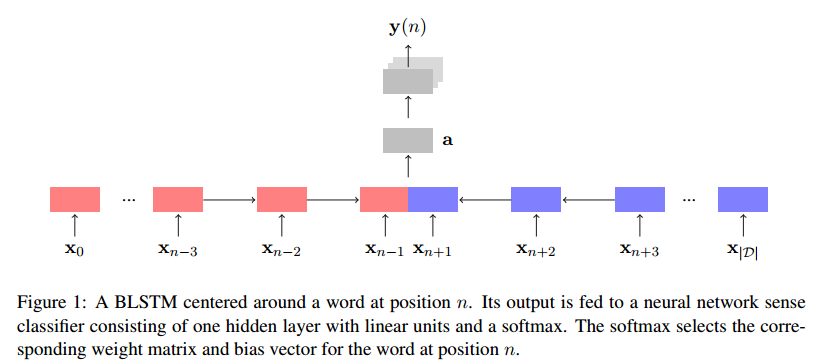 y(n)
a
... ...
x₀ xₙ₋₃ xₙ₋₂ xₙ₋₁ xₙ₊₁ xₙ₊₂ xₙ₊₃ x|𝒟|
Figure 1: A BLSTM centered around a word at position n. Its output is fed to a neural network sense
classifier consisting of one hidden layer with linear units and a softmax. The softmax selects the corre-
sponding weight matrix and bias vector for the word at position n.